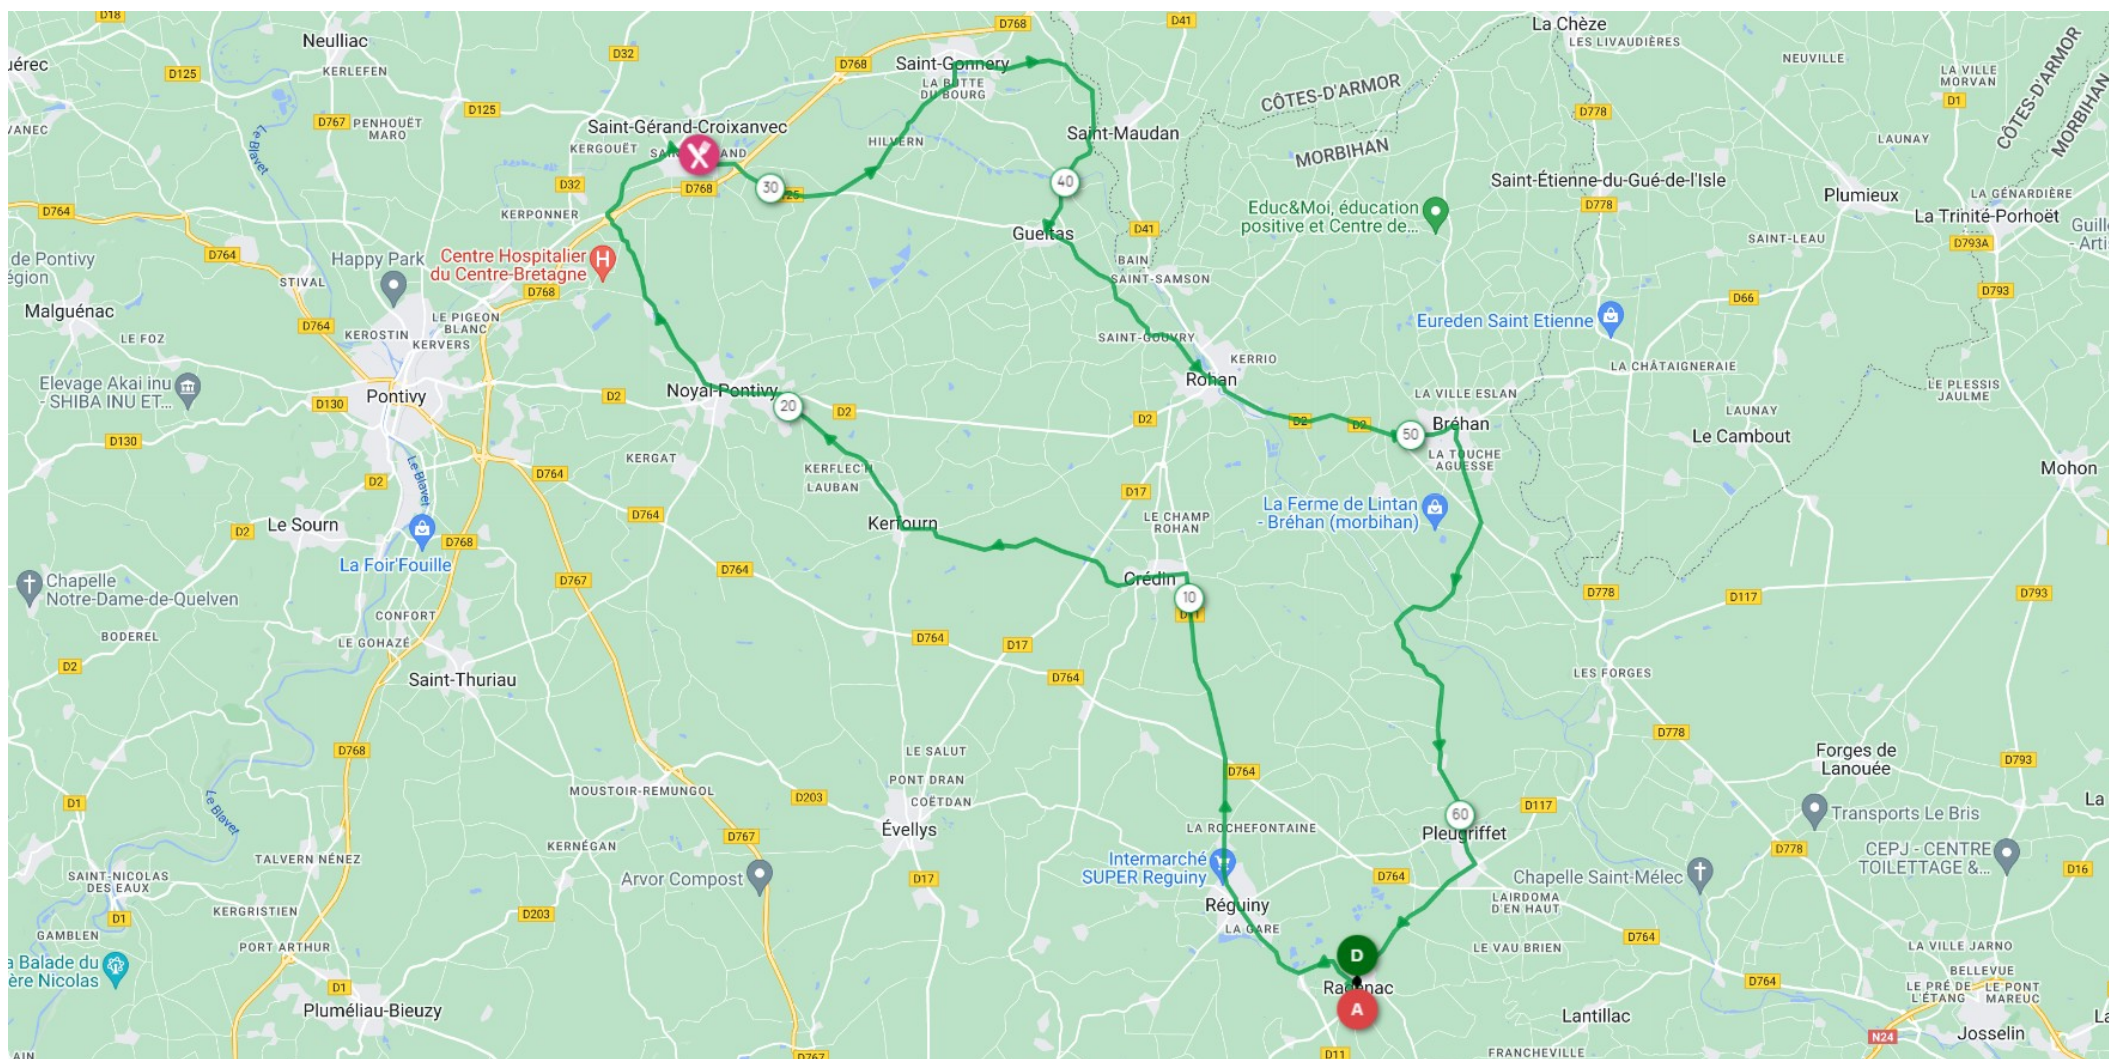 D18
Neulliac
D768
D41
La Chèze
LES LIVAUDIÈRES
uérec
D125
KERLEFEN
D32
D768
Saint-Gonnery
LA BUTTE
DU BOURG
NEUVILLE
LA VILLE
MORVAN
CÔTES-D'ARMOR
MORBIHAN
D1
VANEC
D767
PENHOUËT
MARO
D125
Le Blavet
Saint-Gérand-Croixanvec
KERGOUËT
HILVERN
Saint-Maudan
CÔTES-D'ARMOR
MORBIHAN
D778
LAUNAY
D32
D768
30
40
Saint-Étienne-du-Gué-de-l'Isle
D778
Plumieux
LA GÉNARDIÈRE
La Trinité-Porhoët
D764
KERPONNER
Educ&Moi, éducation
positive et Centre de...
Gueltas
D41
SAINT-LEAU
D793A
Guill
- Arti
de Pontivy
égion
D764
Happy Park
Centre Hospitalier
du Centre-Bretagne
H
BAIN
SAINT-SAMSON
STIVAL
D768
D66
D793
Malguénac
LE FOZ
D764
KEROSTIN
LE PIGEON
BLANC
KERVERS
SAINT-GOUVRY
KERRIO
Eureden Saint Etienne
LA CHÂTAIGNERAIE
Elevage Akai inu
- SHIBA INU ET...
Pontivy
D130
D2
Noyal-Pontivy
20
D2
Rohan
D2
D2
D2
LA VILLE ESLAN
50
Bréhan
LA TOUCHE
AGUESSE
LE PLESSIS
JAULME
LAUNAY
Le Cambout
D130
KERGAT
KERFLEC'H
LAUBAN
D2
D764
Le Blavet
D17
LE CHAMP
ROHAN
La Ferme de Lintan
- Bréhan (morbihan)
Mohon
Le Sourn
D2
D764
Kerfourn
La Foir'Fouille
D768
D764
D767
Crédin
10
D778
D117
D793
Chapelle
Notre-Dame-de-Quelven
CONFORT
BODEREL
LE GOHAZÉ
D764
D17
D2
Saint-Thuriau
D764
LES FORGES
D768
LE SALUT
D764
D778
Forges de
Lanouée
D793
PONT DRAN
COËTDAN
MOUSTOIR-REMUNGOL
D203
D1
Le Blavet
Évellys
LA ROCHEFONTAINE
60
D117
Pleugriffet
Transports Le Bris
La
D767
KERNÉGAN
TALVERN NÉNEZ
Arvor Compost
Intermarché
SUPER Reguiny
D778
CEPJ - CENTRE
TOILETTAGE &...
SAINT-NICOLAS
DES EAUX
D17
D764
Chapelle Saint-Mélec
D16
KERGRISTIEN
D1
D203
Réguiny
LA GARE
LAIRDOMA
D'EN HAUT
GAMBLEN
PORT ARTHUR
LE VAU BRIEN
D764
LA VILLE JARNO
a Balade du
ère Nicolas
D
BELLEVUE
D1
D764
LE PRÉ DE
L'ÉTANG
LE PONT
MAREUC
Pluméliau-Bieuzy
A
Lantillac
Josselin
N24
D11
D767
FRANCHEVILLE
AIN